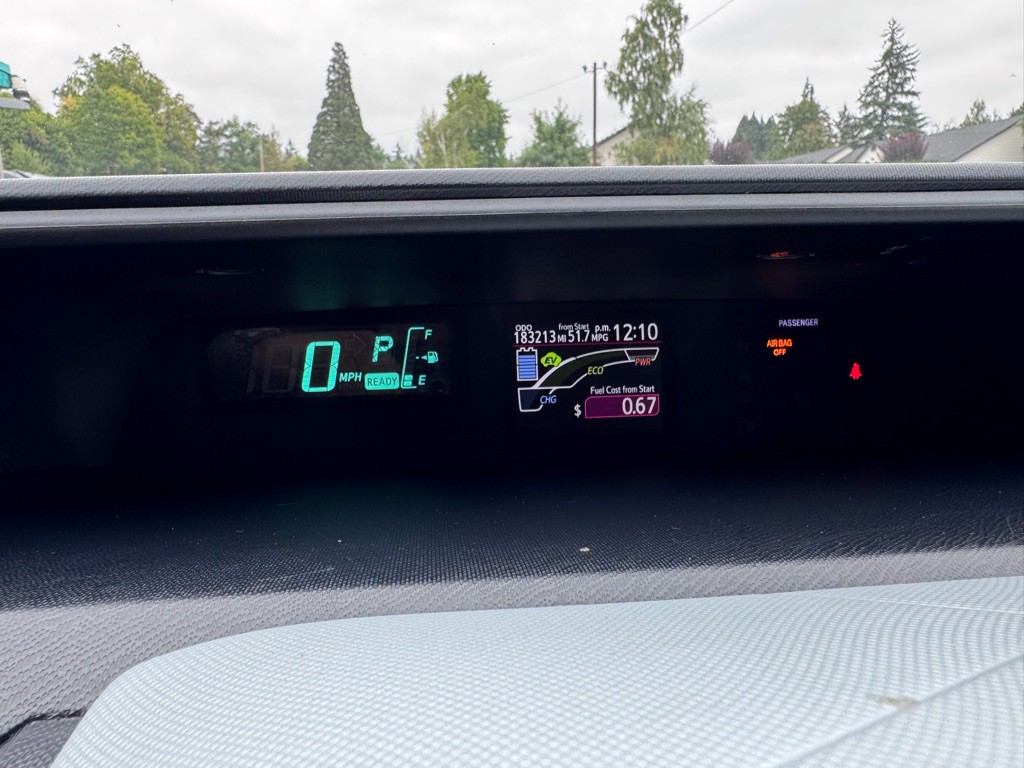 0 MPH
P
READY
F
E
ODO
183213 MI
from Start
51.7 MPG
p.m.
12:10
EV
ECO
PWR
CHG
Fuel Cost from Start
$ 0.67
PASSENGER
AIR BAG
OFF